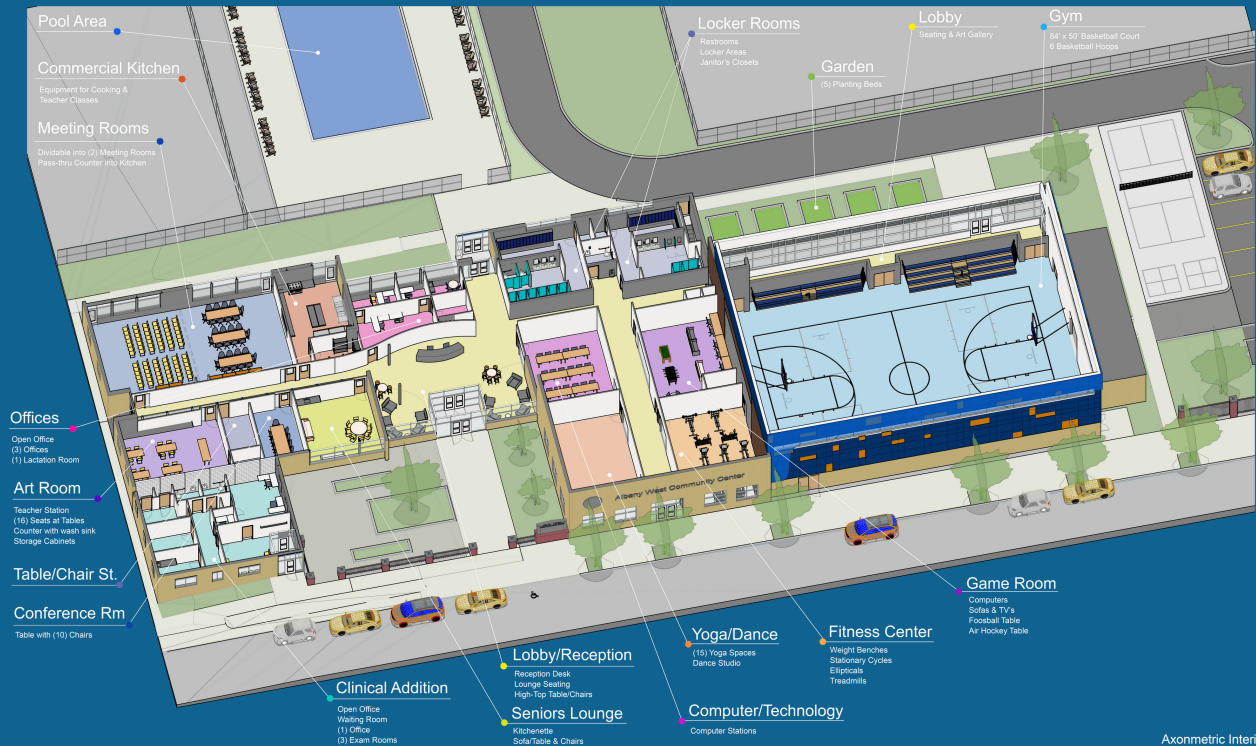 Pool Area
Commercial Kitchen
Equipment for Cooking &
Teacher Classes
Meeting Rooms
Dividable into (2) Meeting Rooms
Pass-thru Counter into Kitchen
Locker Rooms
Restrooms
Locker Areas
Janitor's Closets
Garden
(5) Planting Beds
Lobby
Seating & Art Gallery
Gym
84' x 50' Basketball Court
6 Basketball Hoops
Offices
Open Office
(3) Offices
(1) Lactation Room
Art Room
Teacher Station
(16) Seats at Tables
Counter with wash sink
Storage Cabinets
Table/Chair St.
Conference Rm
Table with (10) Chairs
Albany West Community Center
Clinical Addition
Open Office
Waiting Room
(1) Office
(3) Exam Rooms
Lobby/Reception
Reception Desk
Lounge Seating
High-Top Table/Chairs
Seniors Lounge
Kitchenette
Sofa/Table & Chairs
Yoga/Dance
(15) Yoga Spaces
Dance Studio
Computer/Technology
Computer Stations
Fitness Center
Weight Benches
Stationary Cycles
Ellipticals
Treadmills
Game Room
Computers
Sofas & TV's
Foosball Table
Air Hockey Table
Axonmetric Interi